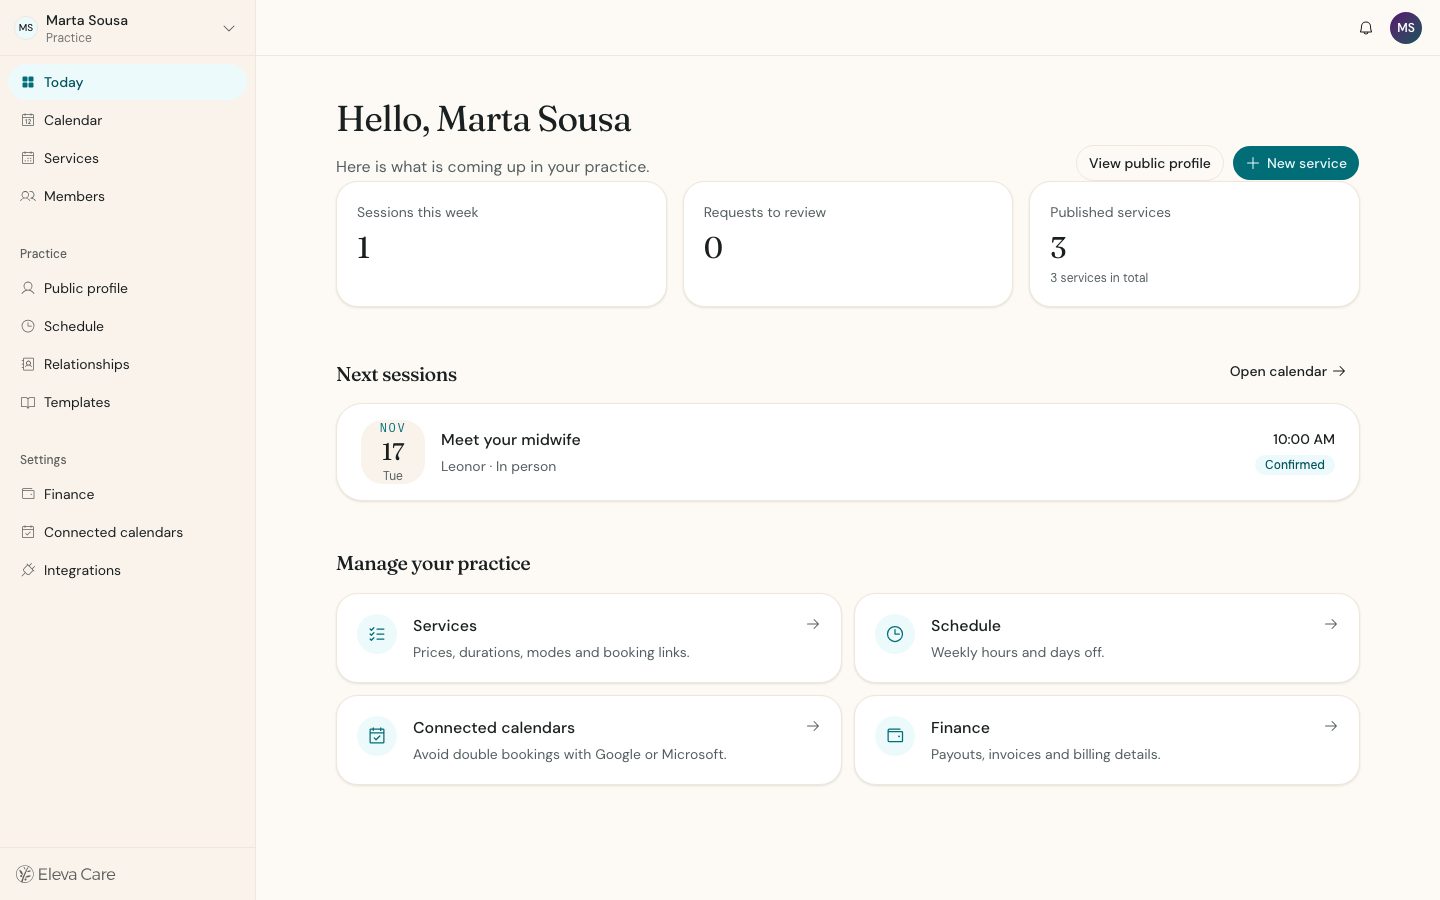 MS
Marta Sousa
Practice
MS
Today
Calendar
Services
Members
Practice
Public profile
Schedule
Relationships
Templates
Settings
Finance
Connected calendars
Integrations
Eleva Care
Hello, Marta Sousa
Here is what is coming up in your practice.
View public profile
New service
Sessions this week
1
Requests to review
0
Published services
3
3 services in total
Next sessions
Open calendar
NOV
17
Tue
Meet your midwife
Leonor · In person
10:00 AM
Confirmed
Manage your practice
Services
Prices, durations, modes and booking links.
Schedule
Weekly hours and days off.
Connected calendars
Avoid double bookings with Google or Microsoft.
Finance
Payouts, invoices and billing details.